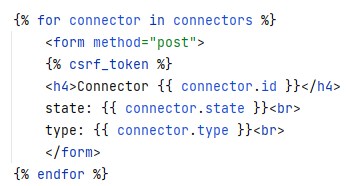 {% for connector in connectors %}
    <form method="post">
    {% csrf_token %}
    <h4>Connector {{ connector.id }}</h4>
    state: {{ connector.state }}<br>
    type: {{ connector.type }}<br>
    </form>
{% endfor %}